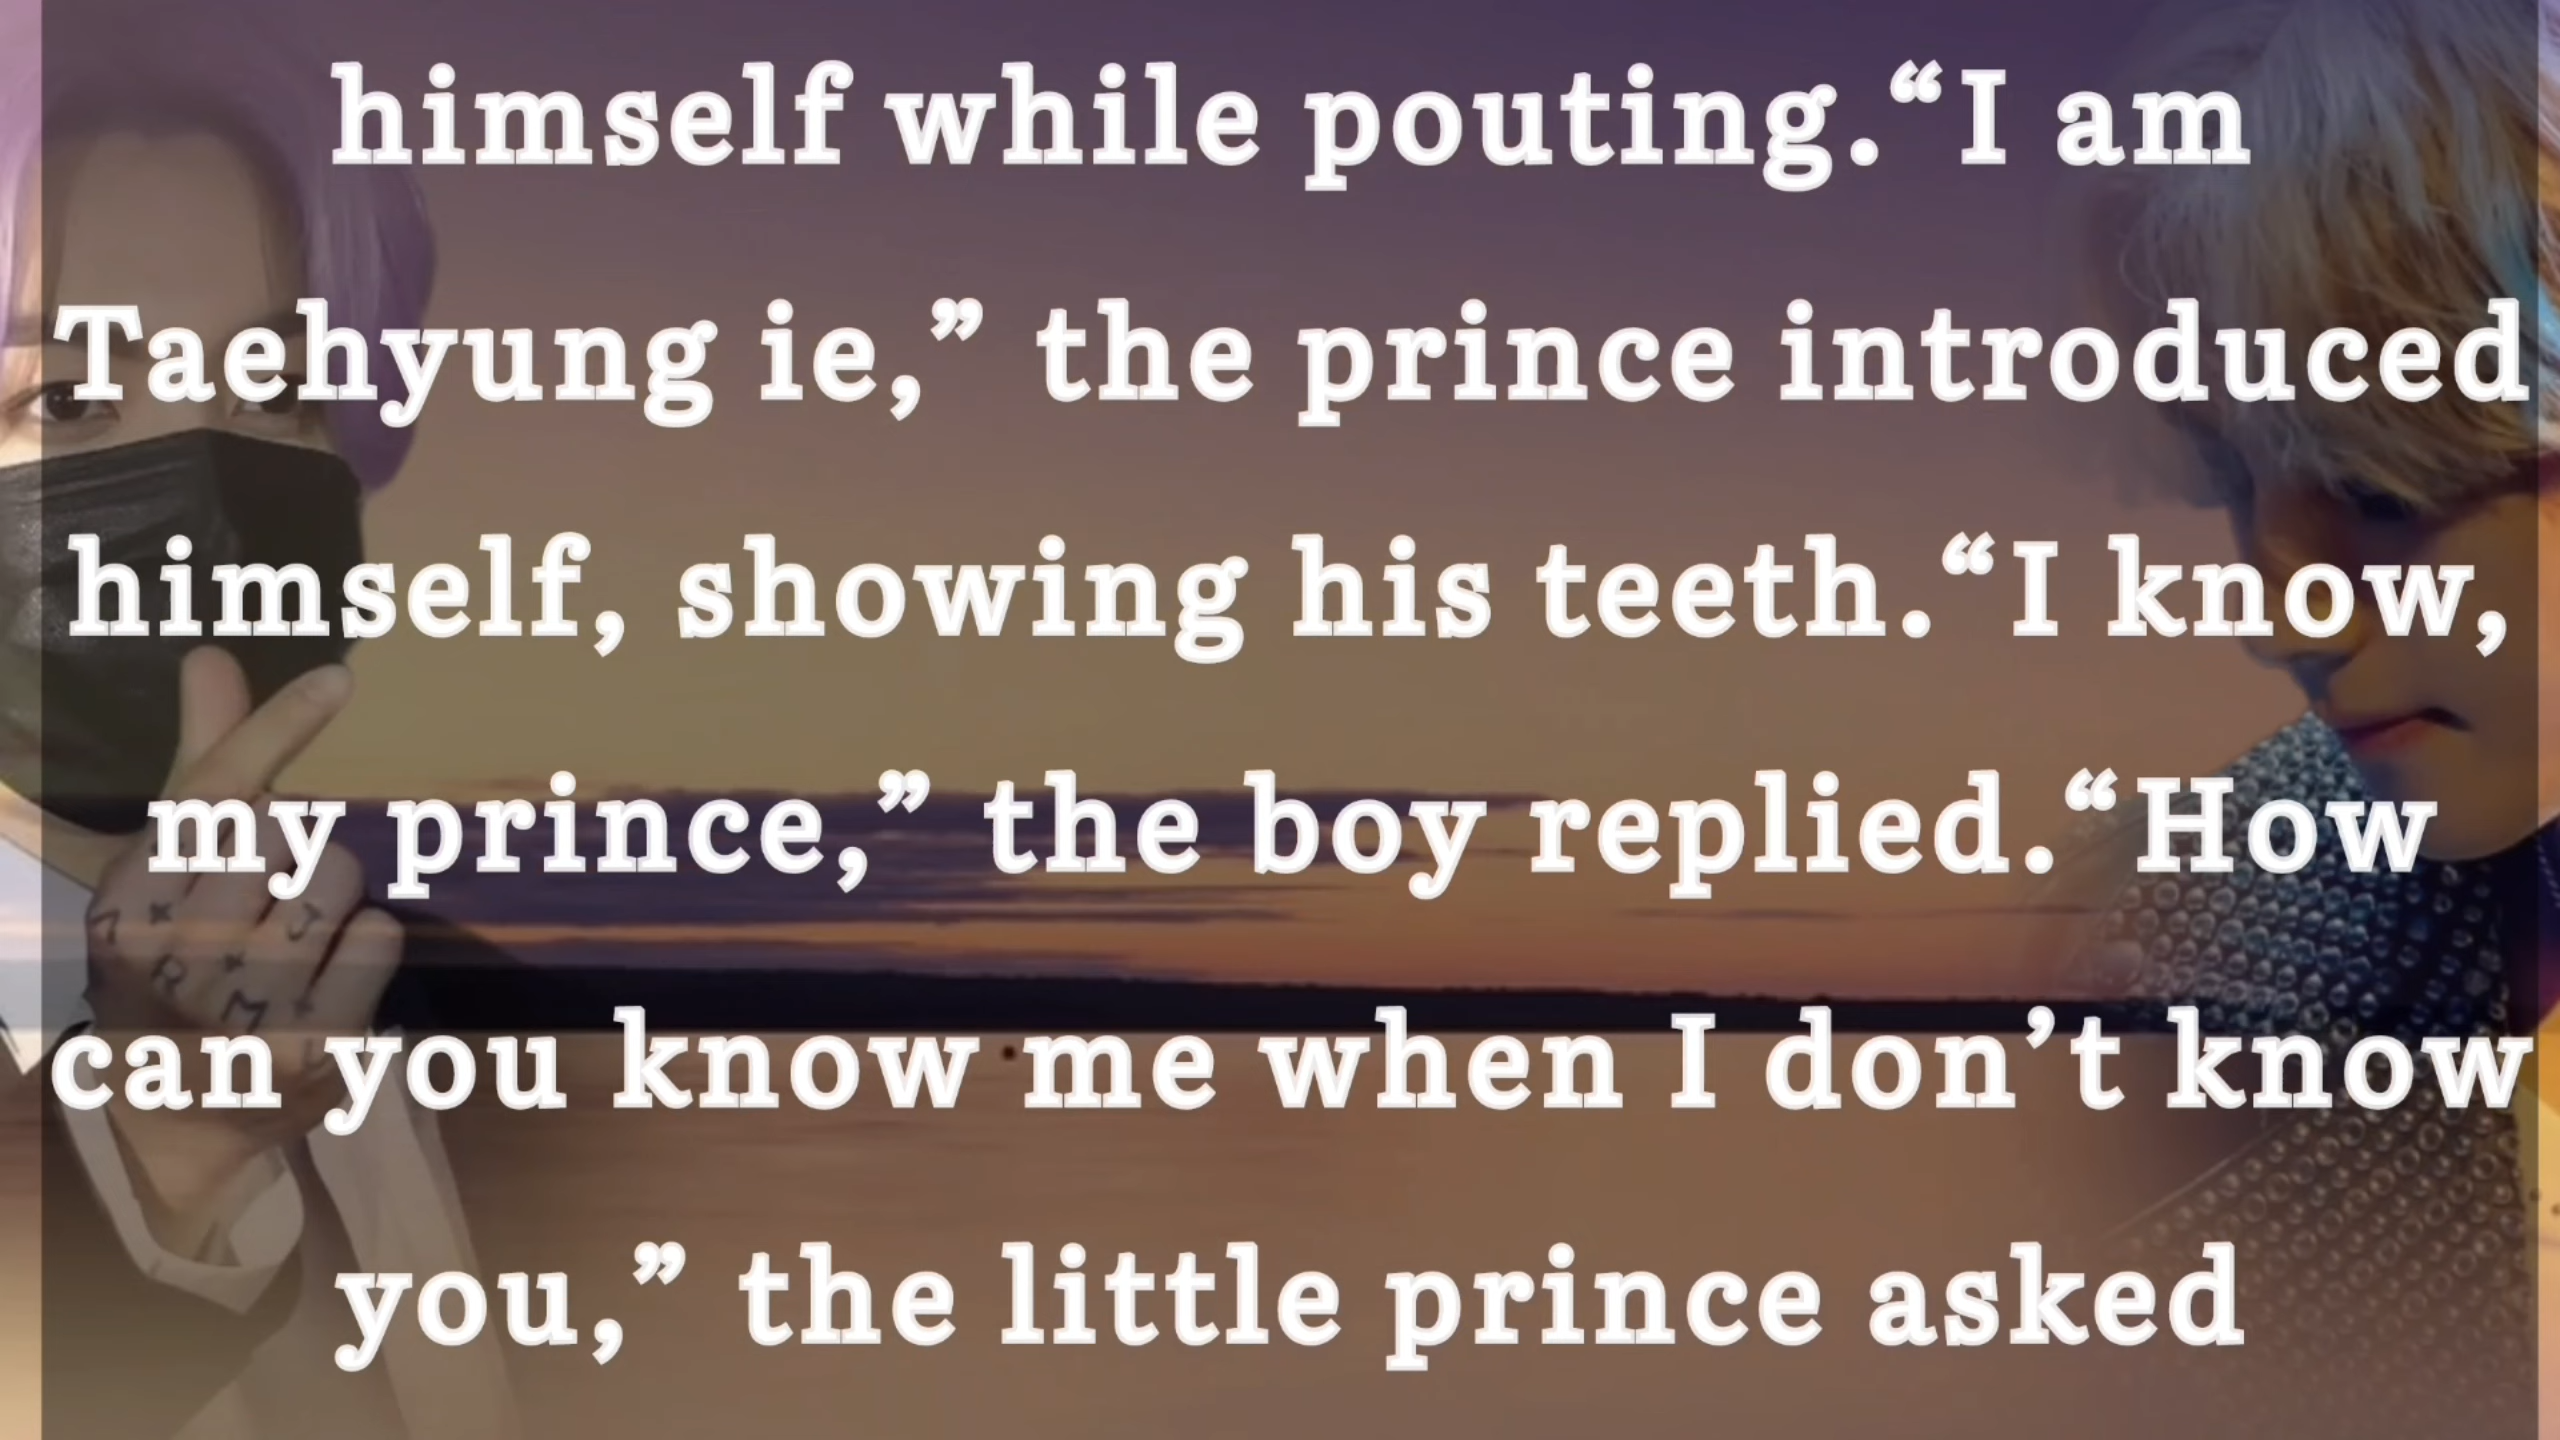 himself while pouting.“I am
Taehyung ie,” the prince introduced
himself, showing his teeth.“I know,
my prince,” the boy replied.“How
can you know me when I don’t know
you,” the little prince asked